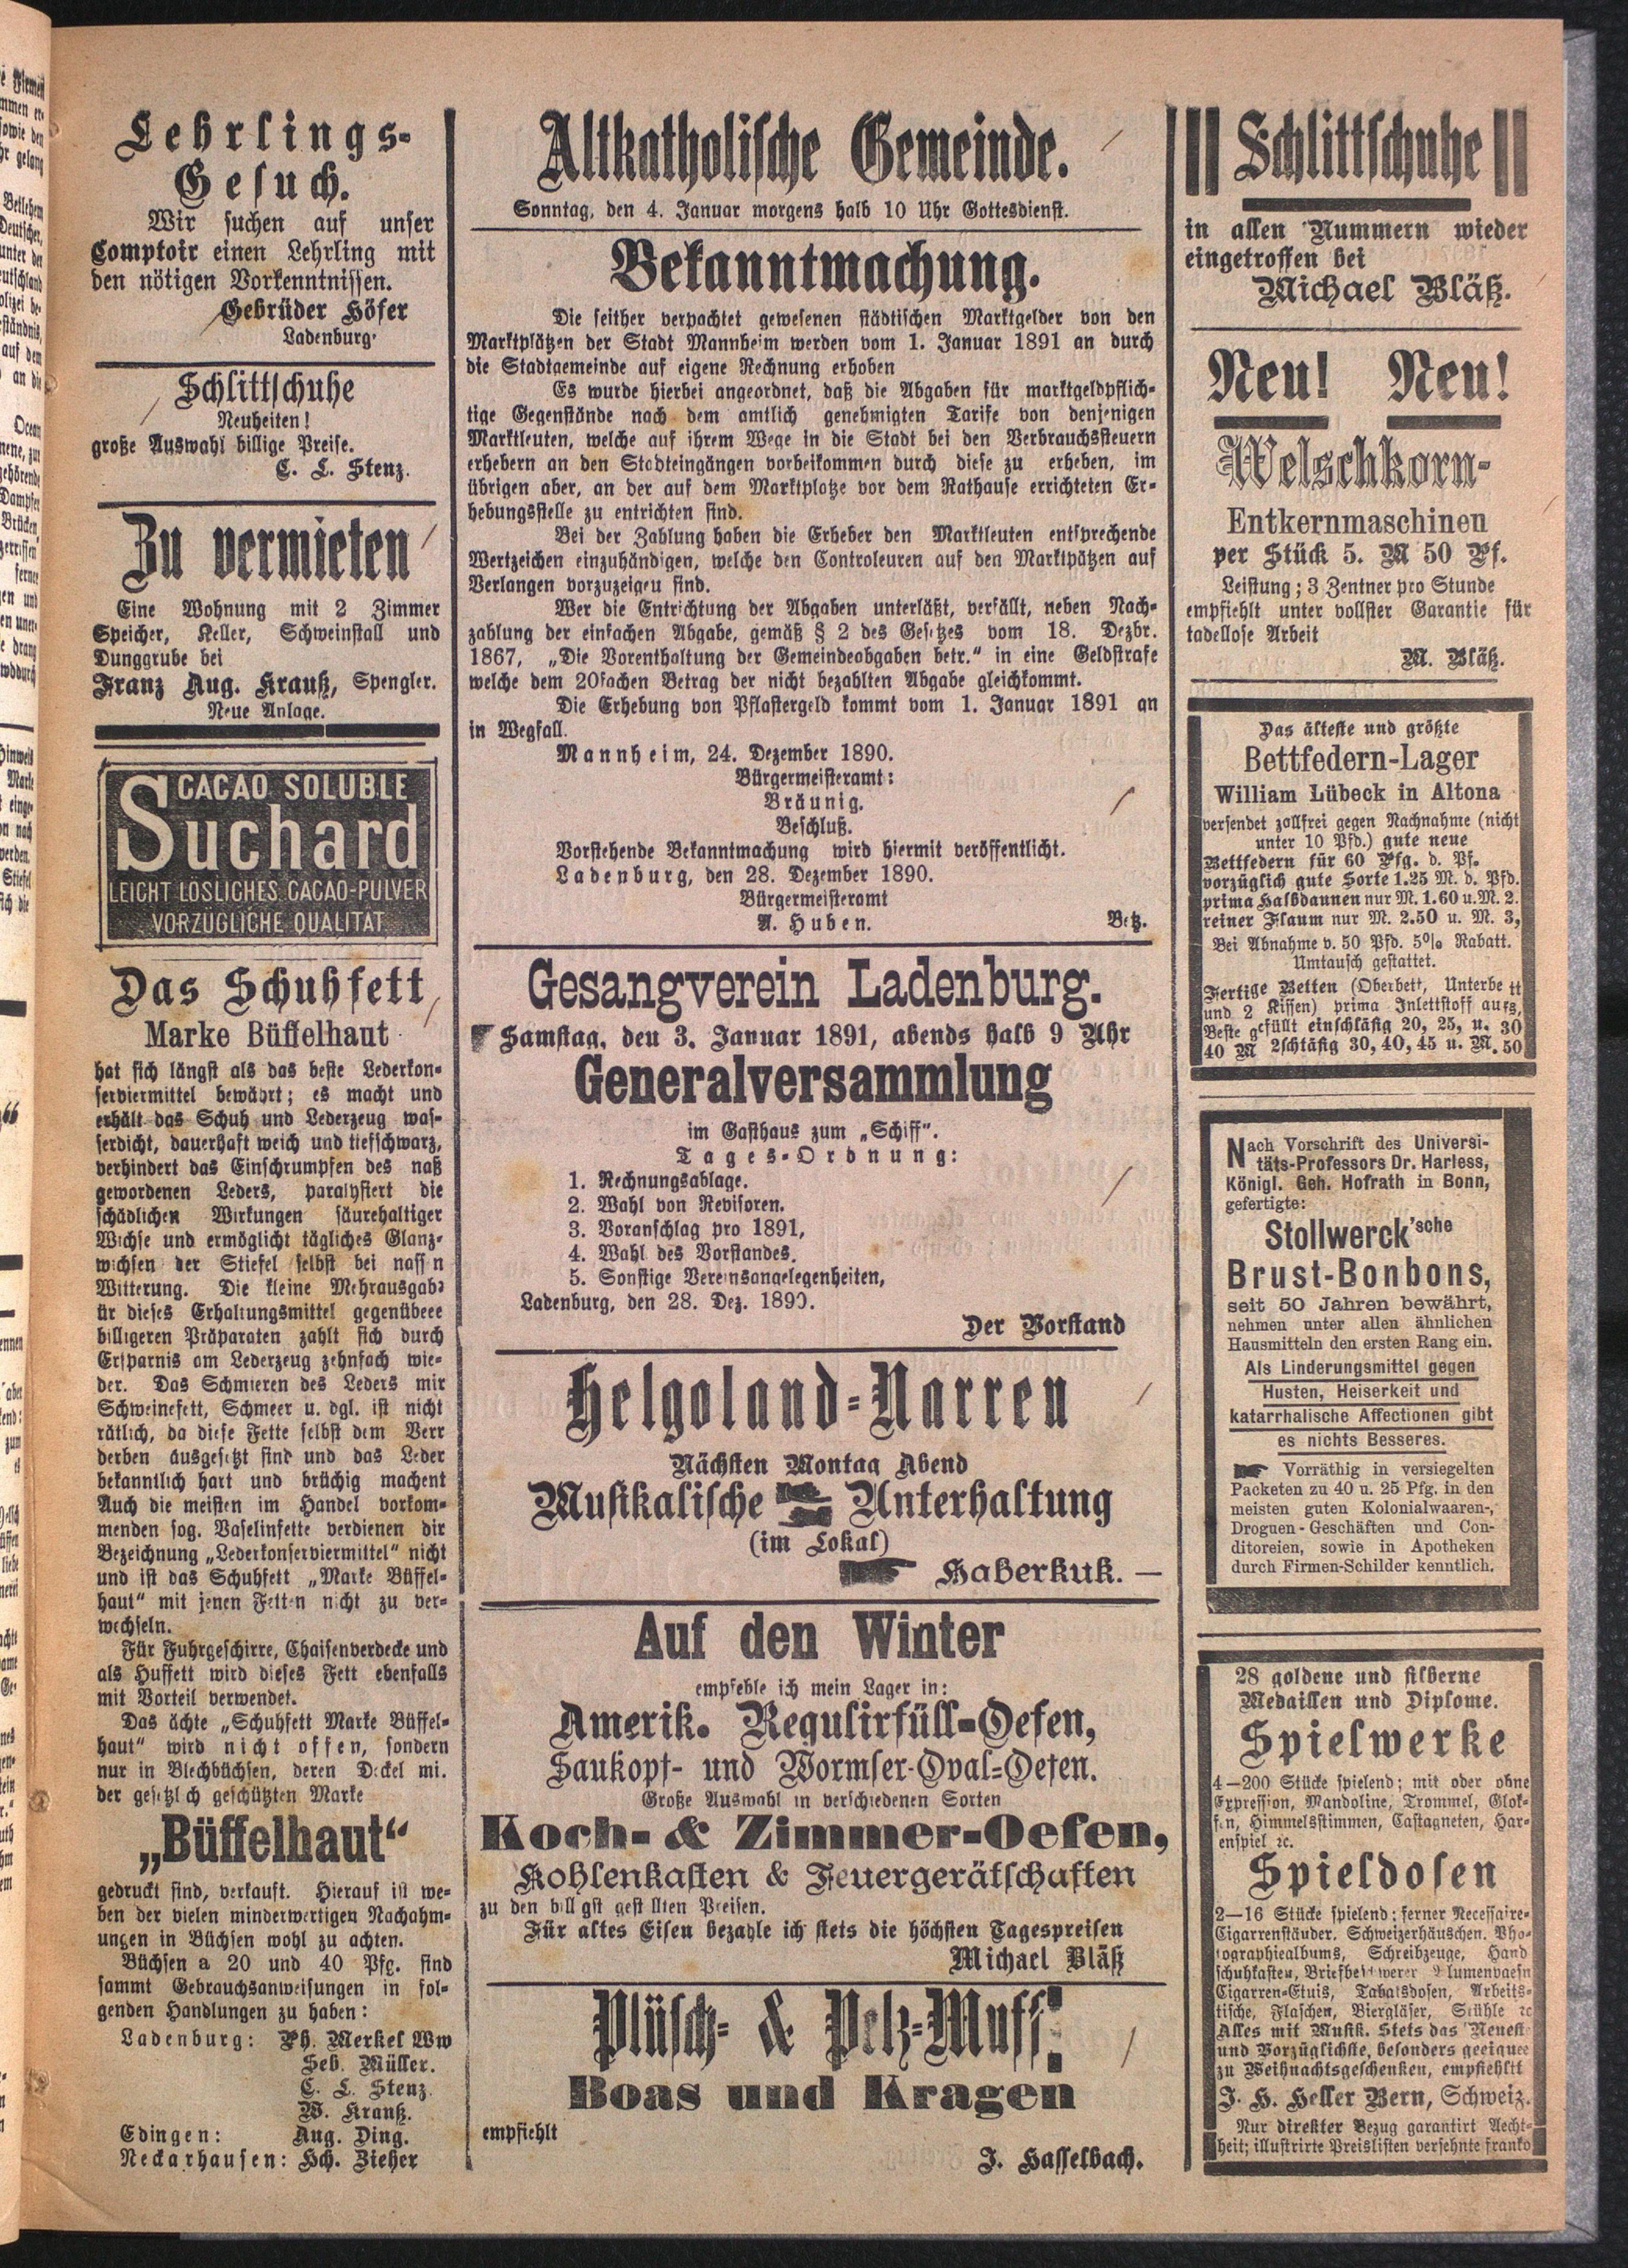 Lehrlings-
Gesuch.
Wir suchen auf unser
Comptoir einen Lehrling mit
den nötigen Vorkenntnissen.
Gebrüder Höfer
Ladenburg.
Schlittschuhe
Neuheiten!
große Auswahl billige Preise.
C. L. Stenz.
Zu vermieten
Eine Wohnung mit 2 Zimmer
Speicher, Keller, Schweinstall und
Dunggrube bei
Franz Aug. Krauß, Spengler.
Neue Anlage.
CACAO SOLUBLE
Suchard
LEICHT LÖSLICHES CACAO-PULVER
VORZÜGLICHE QUALITÄT
Das Schuhfett
Marke Büffelhaut
hat sich längst als das beste Lederkon-
serviermittel bewährt; es macht und
erhält das Schuh und Lederzeug was-
serdicht, dauerhaft weich und tiefschwarz,
verhindert das Einschrumpfen des naß
gewordenen Leders, paralysiert die
schädlichen Wirkungen säurehaltiger
Wichse und ermöglicht tägliches Glanz-
wichsen der Stiefel selbst bei nass n
Witterung. Die kleine Mehrausgabe
ür dieses Erhaltungsmittel gegenübeee
billigeren Präparaten zahlt sich durch
Ersparnis am Lederzeug zehnfach wie-
der. Das Schmieren des Leders mir
Schweinefett, Schmeer u. dgl. ist nicht
rätlich, da diese Fette selbst dem Verr
derben ausgesetzt sind und das Leder
bekanntlich hart und brüchig machent
Auch die meisten im Handel vorkom-
menden sog. Vaselinfette verdienen dir
Bezeichnung „Lederkonserviermittel“ nicht
und ist das Schuhfett „Marke Büffel-
haut“ mit jenen Fetten nicht zu ver-
wechseln.
Für Fuhrgeschirre, Chaisenverdecke und
als Huffett wird dieses Fett ebenfalls
mit Vorteil verwendet.
Das ächte „Schuhfett Marke Büffel-
haut“ wird nicht offen, sondern
nur in Blechbüchsen, deren Deckel mi.
der gesetzl ch geschützten Marke
„Büffelhaut“
gedruckt sind, verkauft. Hierauf ist we-
ben der vielen minderwertigen Nachahm-
ungen in Büchsen wohl zu achten.
Büchsen a 20 und 40 Pfg. sind
sammt Gebrauchsanweisungen in fol-
genden Handlungen zu haben:
Ladenburg: Ph. Merkel Ww
Seb. Müller.
C. L. Stenz.
W. Krauß.
Edingen: Aug. Ding.
Neckarhausen: Hch. Zieher
Altkatholische Gemeinde.
Sonntag, den 4. Januar morgens halb 10 Uhr Gottesdienst.
Bekanntmachung.
Die seither verpachtet gewesenen städtischen Marktgelder von den
Marktplätzen der Stadt Mannheim werden vom 1. Januar 1891 an durch
die Stadtgemeinde auf eigene Rechnung erhoben
Es wurde hierbei angeordnet, daß die Abgaben für marktgeldpflich-
tige Gegenstände nach dem amtlich genehmigten Tarife von denjenigen
Marktleuten, welche auf ihrem Wege in die Stadt bei den Verbrauchssteuern
erhebern an den Stadteingängen vorbeikommen durch diese zu erheben, im
übrigen aber, an der auf dem Marktplatze vor dem Rathause errichteten Er-
hebungsstelle zu entrichten sind.
Bei der Zahlung haben die Erheber den Marktleuten entsprechende
Wertzeichen einzuhändigen, welche den Controleuren auf den Marktpätzen auf
Verlangen vorzuzeigeu sind.
Wer die Entrichtung der Abgaben unterläßt, verfällt, neben Nach-
zahlung der einfachen Abgabe, gemäß § 2 des Gesetzes vom 18. Dezbr.
1867, „Die Vorenthaltung der Gemeindeabgaben betr.“ in eine Geldstrafe
welche dem 20fachen Betrag der nicht bezahlten Abgabe gleichkommt.
Die Erhebung von Pflastergeld kommt vom 1. Januar 1891 an
in Wegfall.
Mannheim, 24. Dezember 1890.
Bürgermeisteramt:
Bräunig.
Beschluß.
Vorstehende Bekanntmachung wird hiermit veröffentlicht.
Ladenburg, den 28. Dezember 1890.
Bürgermeisteramt
A. Huben. Betz.
Gesangverein Ladenburg.
Samstag, den 3. Januar 1891, abends halb 9 Uhr
Generalversammlung
im Gasthaus zum „Schiff“.
Tages-Ordnung:
1. Rechnungsablage.
2. Wahl von Revisoren.
3. Voranschlag pro 1891,
4. Wahl des Vorstandes,
5. Sonstige Vereinsangelegenheiten,
Ladenburg, den 28. Dez. 1890.
Der Vorstand
Helgoland-Narren
Nächsten Montag Abend
Musikalische Unterhaltung
(im Lokal)
Haberkuk. —
Auf den Winter
empfehle ich mein Lager in:
Amerik. Regulirfüll-Oefen,
Saukopf- und Wormser-Oval-Oefen.
Große Auswahl in verschiedenen Sorten
Koch- & Zimmer-Oefen,
Kohlenkasten & Feuergerätschaften
zu den bill gst gest llten Preisen.
Für altes Eisen bezahle ich stets die höchsten Tagespreisen
Michael Bläß
Plüsch- & Pelz-Muff!
Boas und Kragen
empfiehlt
J. Hasselbach.
Schlittschuhe
in allen Nummern wieder
eingetroffen bei
Michael Bläß.
Neu! Neu!
Welschkorn-
Entkernmaschinen
per Stück 5. M 50 Pf.
Leistung; 3 Zentner pro Stunde
empfiehlt unter vollster Garantie für
tadellose Arbeit
M. Bläß.
Das älteste und größte
Bettfedern-Lager
William Lübeck in Altona
versendet zollfrei gegen Nachnahme (nicht
unter 10 Pfd.) gute neue
Bettfedern für 60 Pfg. d. Pf.
vorzüglich gute Sorte 1.25 M. d. Pfd.
prima Halbdaunen nur M. 1.60 u. M. 2.
reiner Flaum nur M. 2.50 u. M. 3,
Bei Abnahme v. 50 Pfd. 5% Rabatt.
Umtausch gestattet.
Fertige Betten (Oberbett, Unterbe tt
und 2 Kissen) prima Inlettstoff aufs,
Beste gefüllt einschläfig 20, 25, u. 30
40 M 2schläfig 30, 40, 45 u. M. 50
Nach Vorschrift des Universi-
täts-Professors Dr. Harless,
Königl. Geh. Hofrath in Bonn,
gefertigte:
Stollwerck'sche
Brust-Bonbons,
seit 50 Jahren bewährt,
nehmen unter allen ähnlichen
Hausmitteln den ersten Rang ein.
Als Linderungsmittel gegen
Husten, Heiserkeit und
katarrhalische Affectionen gibt
es nichts Besseres.
Vorräthig in versiegelten
Packeten zu 40 u. 25 Pfg. in den
meisten guten Kolonialwaaren-,
Droguen-Geschäften und Con-
ditoreien, sowie in Apotheken
durch Firmen-Schilder kenntlich.
28 goldene und silberne
Medaillen und Diplome.
Spielwerke
4—200 Stücke spielend; mit oder ohne
Expression, Mandoline, Trommel, Glok-
ken, Himmelsstimmen, Castagneten, Har-
fenspiel ꝛc.
Spieldosen
2—16 Stücke spielend; ferner Necessaire-
Cigarrenständer. Schweizerhäuschen. Pho-
tographiealbums, Schreibzeuge, Hand
schuhkasten, Briefbeschwerer Blumenvaesn
Cigarren-Etuis, Tabaksdosen, Arbeits-
tische, Flaschen, Biergläser, Stühle ꝛc
Alles mit Musik. Stets das Neueste
und Vorzüglichste, besonders geeignee
zu Weihnachtsgeschenken, empfiehltt
J. H. Heller Bern, Schweiz.
Nur direkter Bezug garantirt Aecht-
heit; illustrirte Preislisten versehnte franko